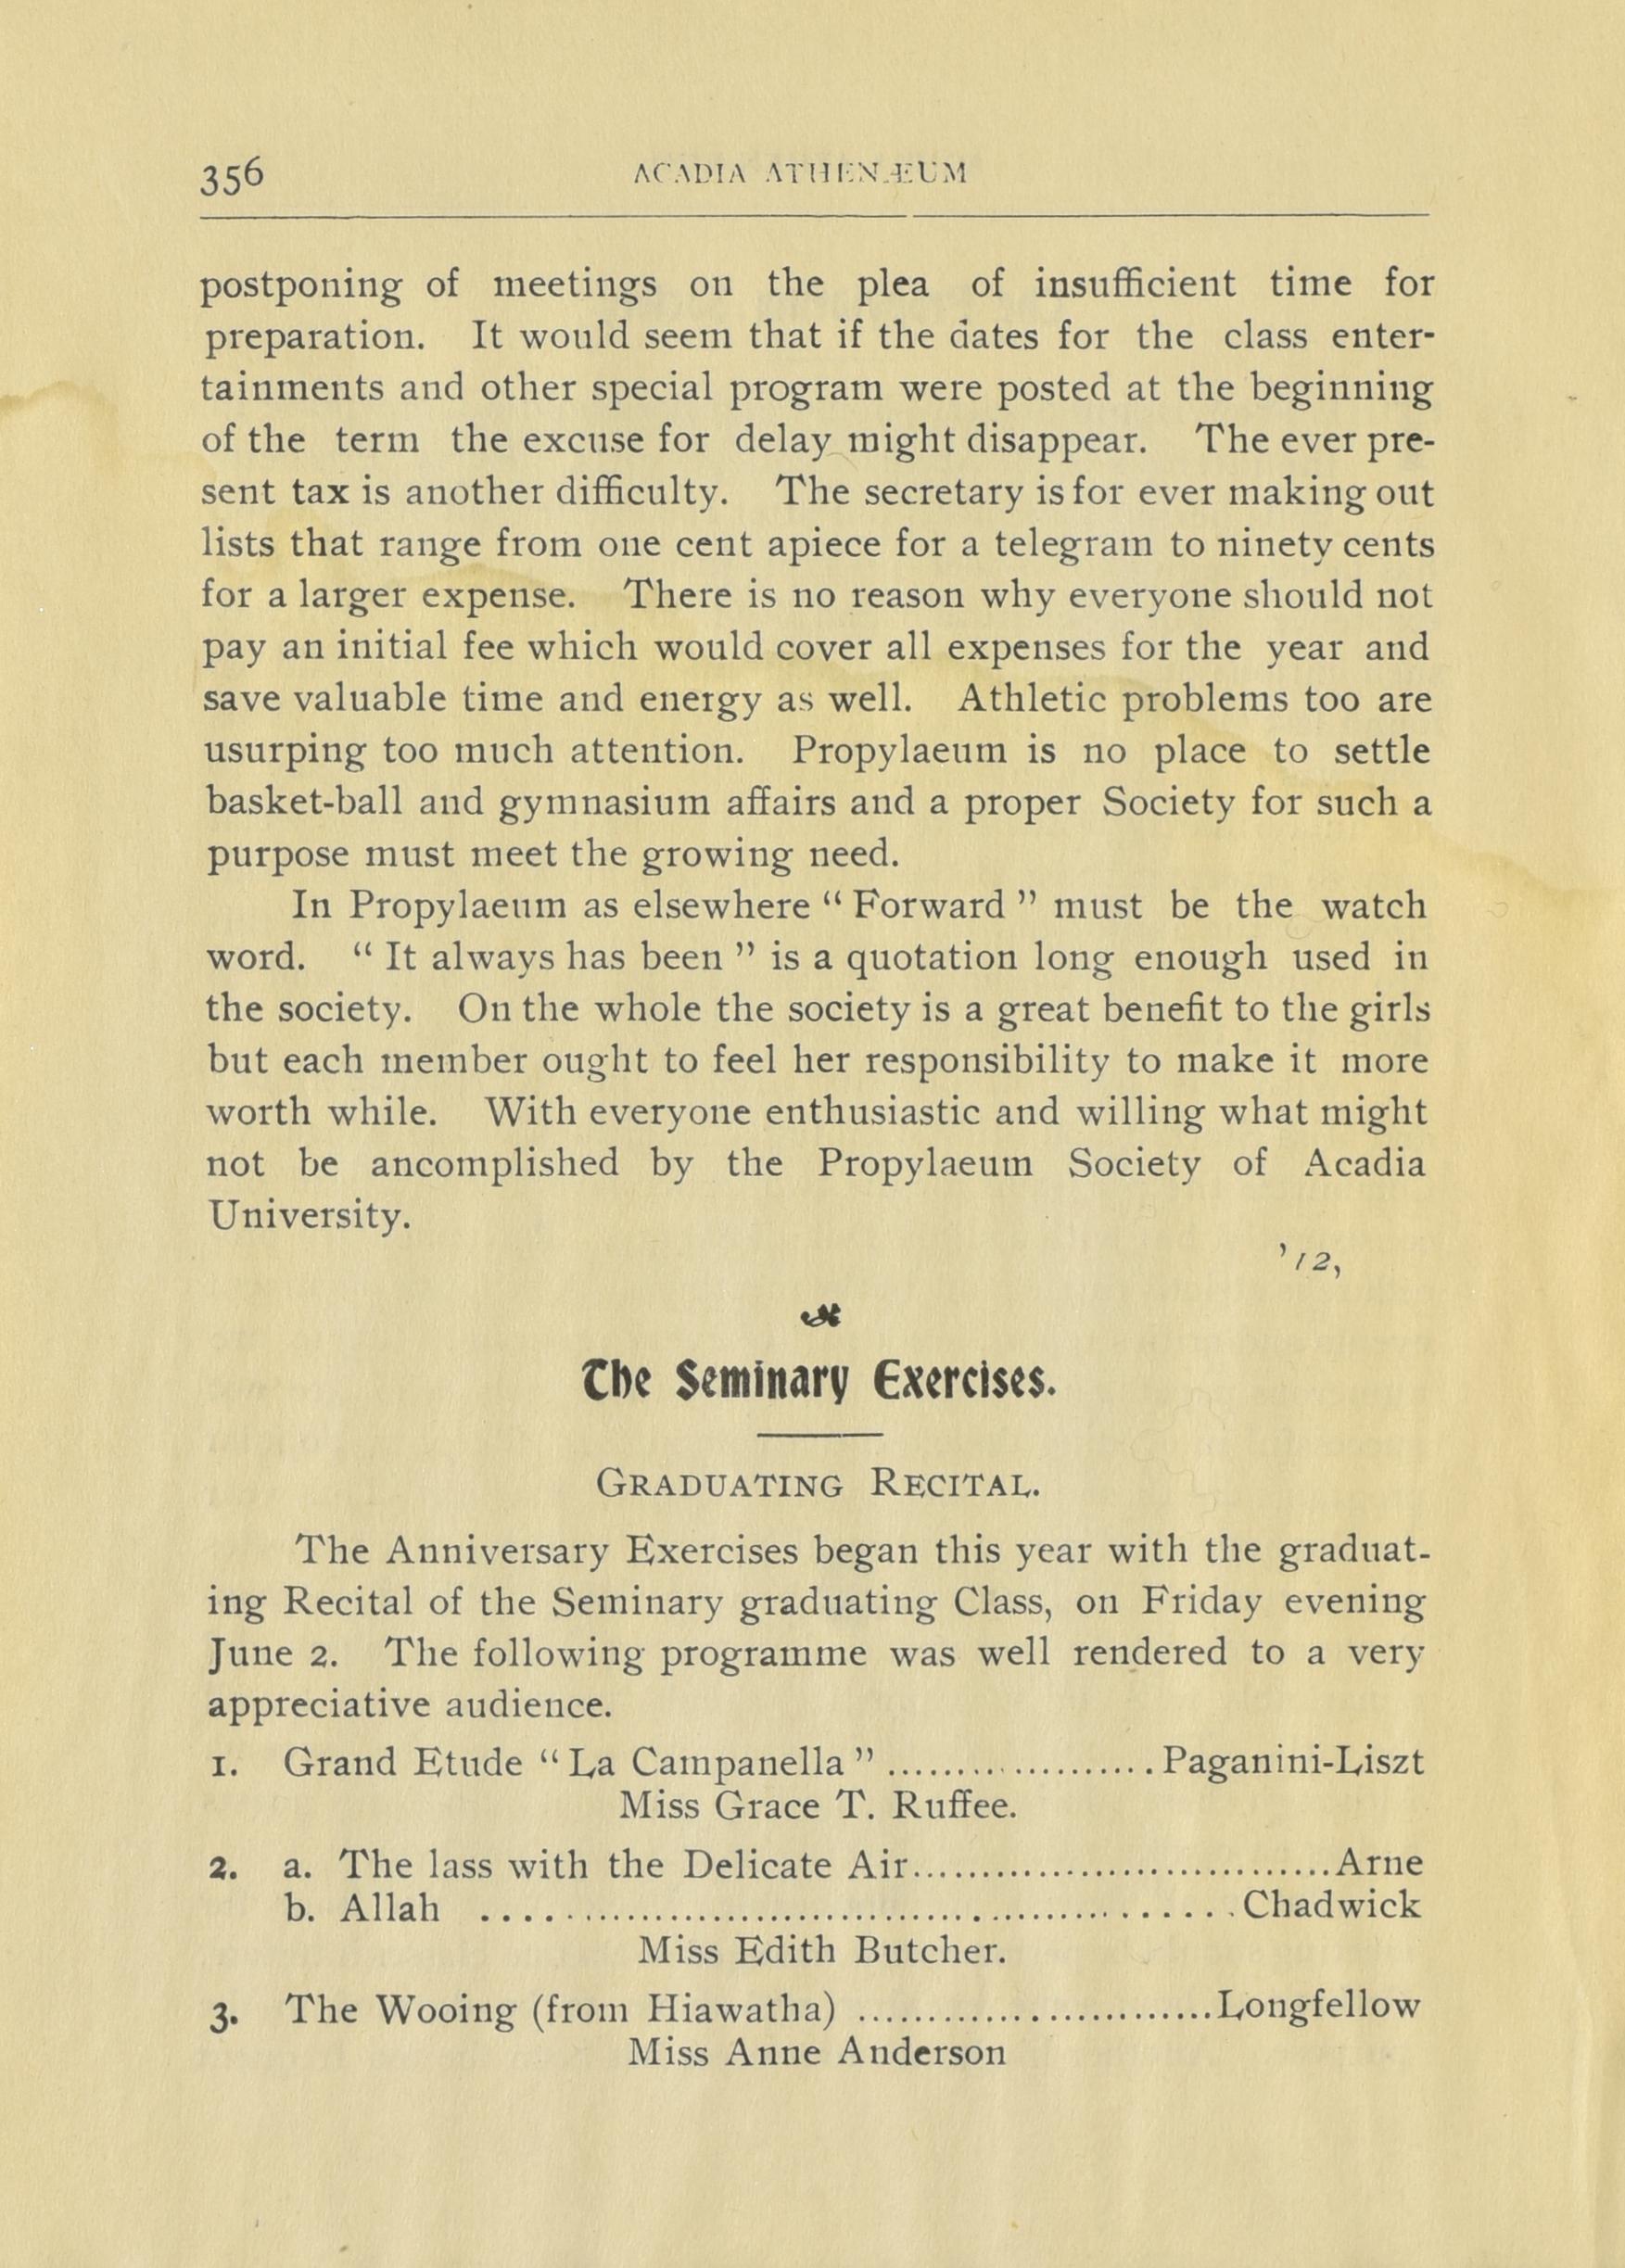 356
ACADIA ATHENÆUM
postponing of meetings on the plea of insufficient time for
preparation. It would seem that if the dates for the class enter-
tainments and other special program were posted at the beginning
of the term the excuse for delay might disappear. The ever pre-
sent tax is another difficulty. The secretary is for ever making out
lists that range from one cent apiece for a telegram to ninety cents
for a larger expense. There is no reason why everyone should not
pay an initial fee which would cover all expenses for the year and
save valuable time and energy as well. Athletic problems too are
usurping too much attention. Propylaeum is no place to settle
basket-ball and gymnasium affairs and a proper Society for such a
purpose must meet the growing need.
In Propylaeum as elsewhere “ Forward ” must be the watch
word. “ It always has been ” is a quotation long enough used in
the society. On the whole the society is a great benefit to the girls
but each member ought to feel her responsibility to make it more
worth while. With everyone enthusiastic and willing what might
not be ancomplished by the Propylaeum Society of Acadia
University.
’12,
The Seminary Exercises.
GRADUATING RECITAL.
The Anniversary Exercises began this year with the graduat-
ing Recital of the Seminary graduating Class, on Friday evening
June 2. The following programme was well rendered to a very
appreciative audience.
1. Grand Etude “ La Campanella ” .................... Paganini-Liszt
Miss Grace T. Ruffee.
2. a. The lass with the Delicate Air.............................. Arne
b. Allah ...................................................... Chadwick
Miss Edith Butcher.
3. The Wooing (from Hiawatha) ..........................Longfellow
Miss Anne Anderson